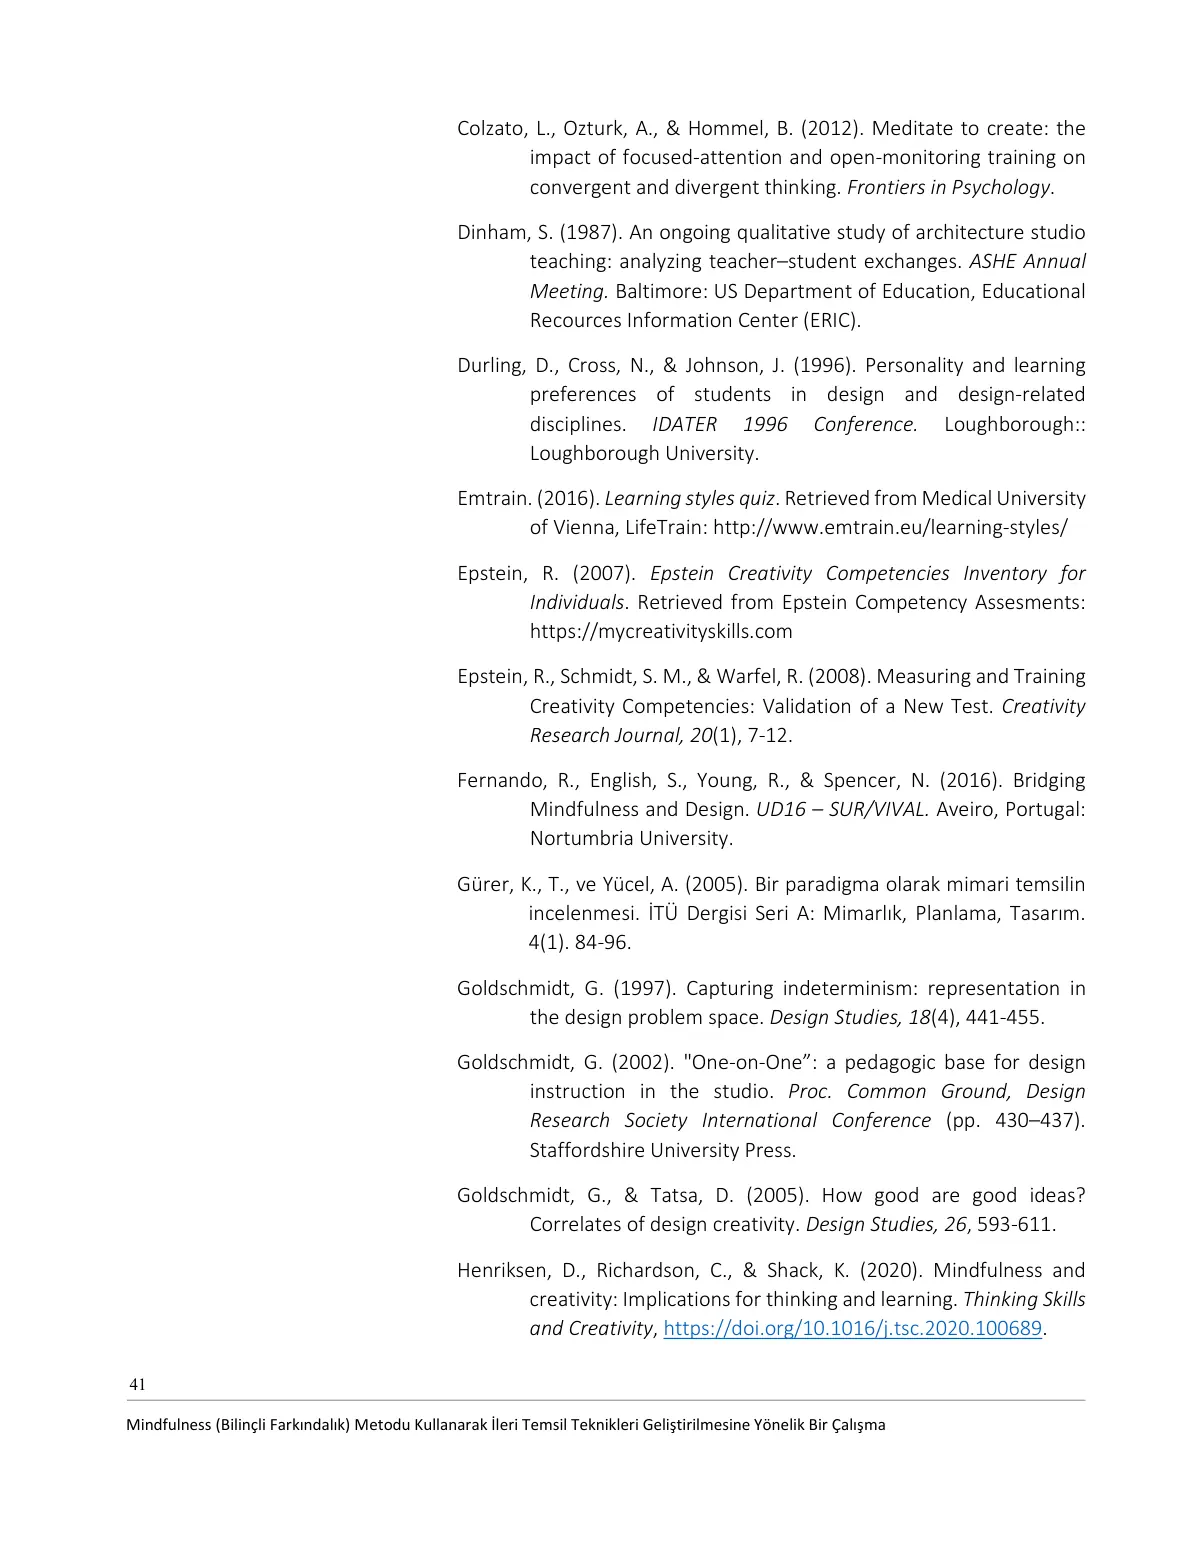 Colzato, L., Ozturk, A., & Hommel, B. (2012). Meditate to create: the
impact of focused-attention and open-monitoring training on
convergent and divergent thinking. Frontiers in Psychology.
Dinham, S. (1987). An ongoing qualitative study of architecture studio
teaching: analyzing teacher–student exchanges. ASHE Annual
Meeting. Baltimore: US Department of Education, Educational
Recources Information Center (ERIC).
Durling, D., Cross, N., & Johnson, J. (1996). Personality and learning
preferences of students in design and design-related
disciplines. IDATER 1996 Conference. Loughborough::
Loughborough University.
Emtrain. (2016). Learning styles quiz. Retrieved from Medical University
of Vienna, LifeTrain: http://www.emtrain.eu/learning-styles/
Epstein, R. (2007). Epstein Creativity Competencies Inventory for
Individuals. Retrieved from Epstein Competency Assesments:
https://mycreativityskills.com
Epstein, R., Schmidt, S. M., & Warfel, R. (2008). Measuring and Training
Creativity Competencies: Validation of a New Test. Creativity
Research Journal, 20(1), 7-12.
Fernando, R., English, S., Young, R., & Spencer, N. (2016). Bridging
Mindfulness and Design. UD16 – SUR/VIVAL. Aveiro, Portugal:
Nortumbria University.
Gürer, K., T., ve Yücel, A. (2005). Bir paradigma olarak mimari temsilin
incelenmesi. İTÜ Dergisi Seri A: Mimarlık, Planlama, Tasarım.
4(1). 84-96.
Goldschmidt, G. (1997). Capturing indeterminism: representation in
the design problem space. Design Studies, 18(4), 441-455.
Goldschmidt, G. (2002). "One-on-One”: a pedagogic base for design
instruction in the studio. Proc. Common Ground, Design
Research Society International Conference (pp. 430–437).
Staffordshire University Press.
Goldschmidt, G., & Tatsa, D. (2005). How good are good ideas?
Correlates of design creativity. Design Studies, 26, 593-611.
Henriksen, D., Richardson, C., & Shack, K. (2020). Mindfulness and
creativity: Implications for thinking and learning. Thinking Skills
and Creativity, https://doi.org/10.1016/j.tsc.2020.100689.
41
Mindfulness (Bilinçli Farkındalık) Metodu Kullanarak İleri Temsil Teknikleri Geliştirilmesine Yönelik Bir Çalışma